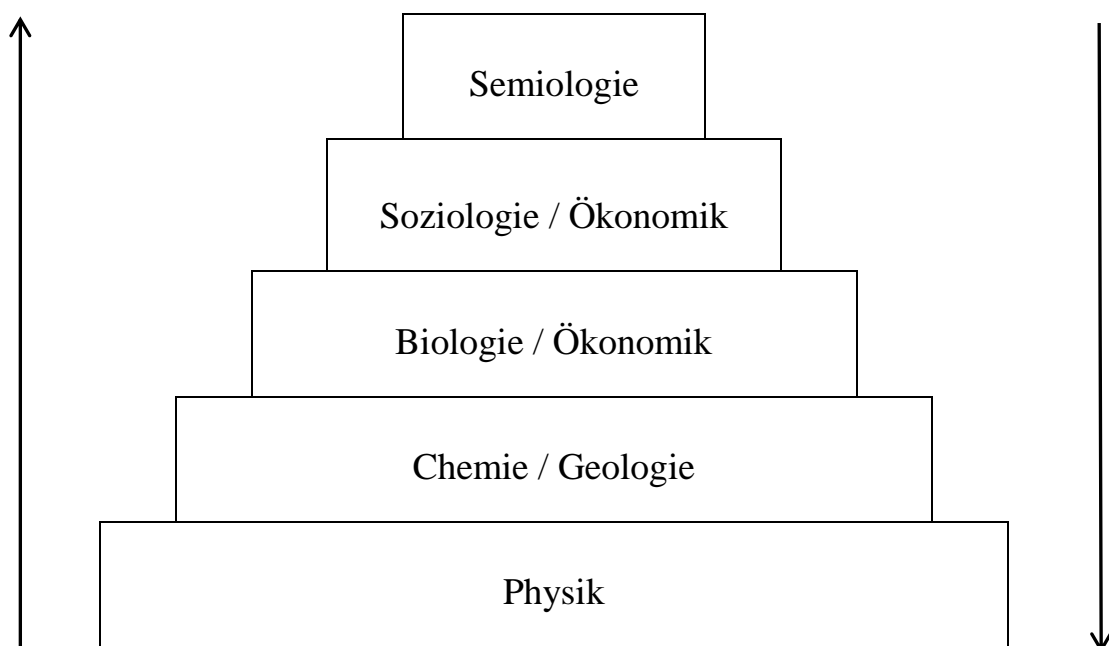 Semiologie
Soziologie / Ökonomik
Biologie / Ökonomik
Chemie / Geologie
Physik